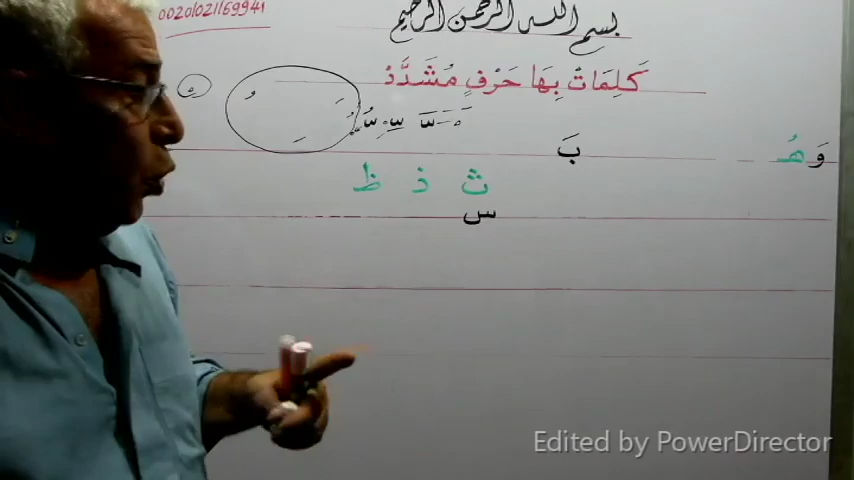 00201021169941
بسم الله الرحمن الرحيم
كَلِمَاتٌ بِهَا حَرْفٍ مُشَدَّدْ
وَهُ بَ
ث ذ ظ
س
Edited by PowerDirector